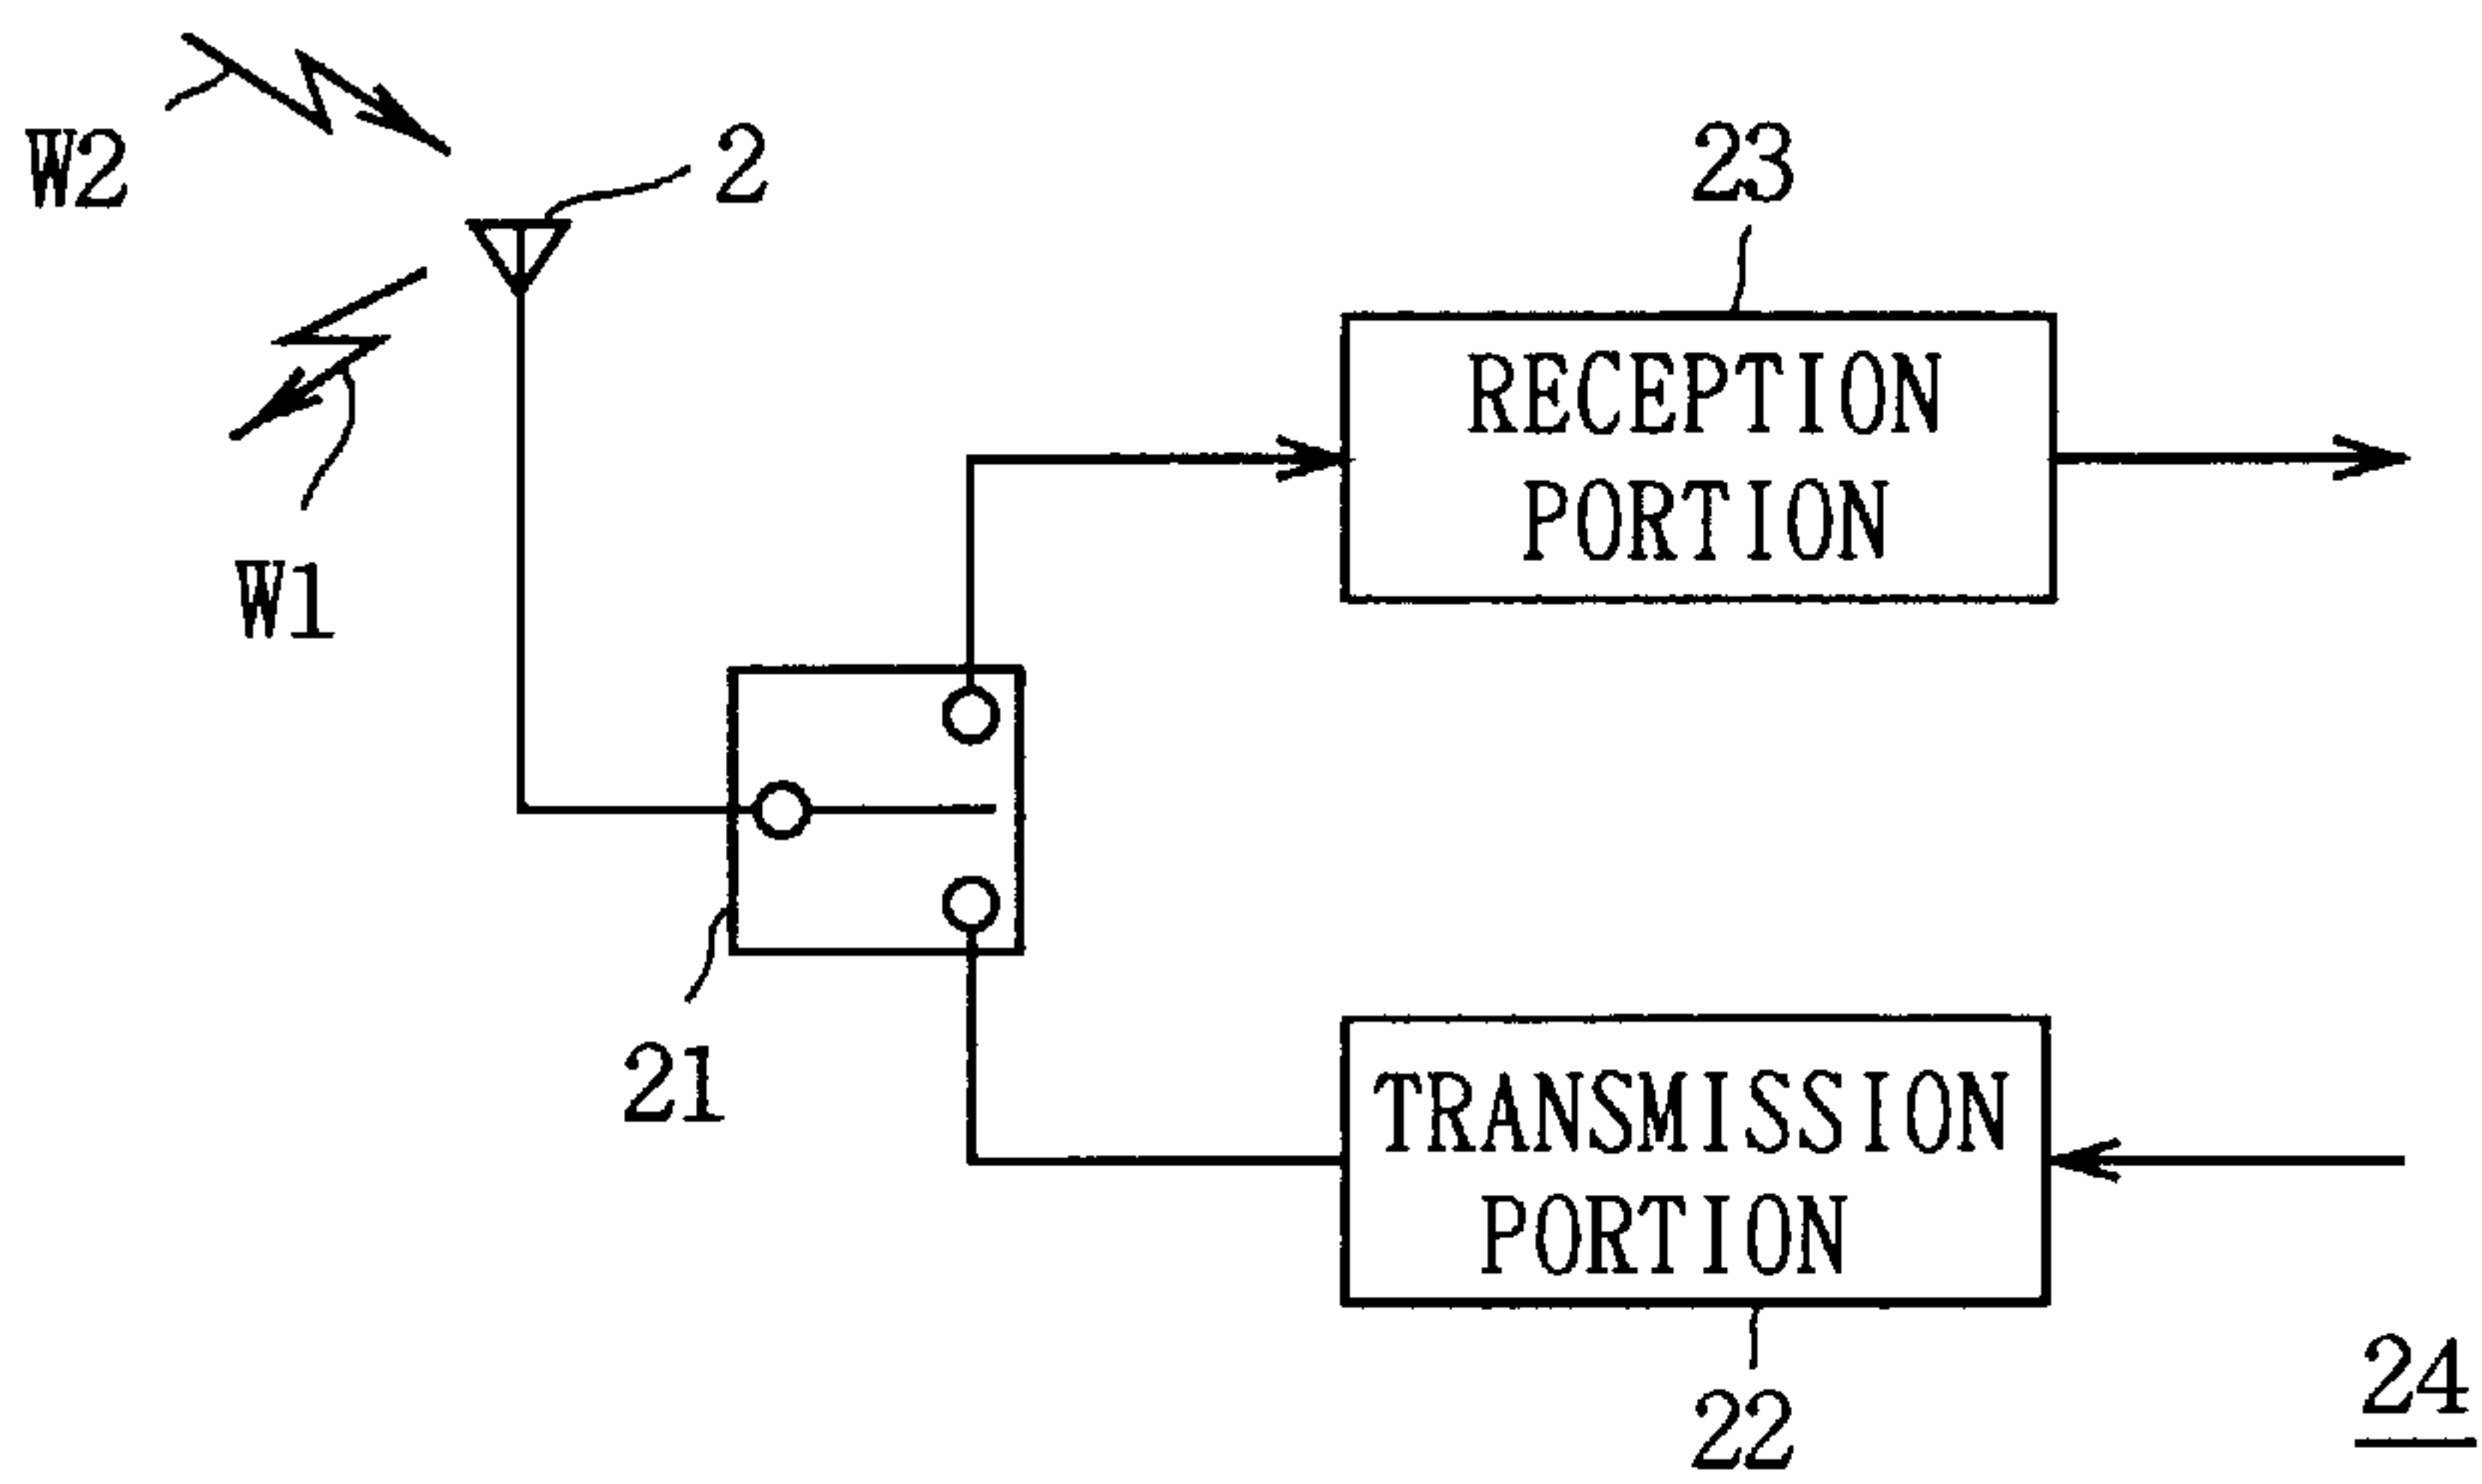 W2
2
23
RECEPTION
PORTION
W1
21
TRANSMISSION
PORTION
22
24